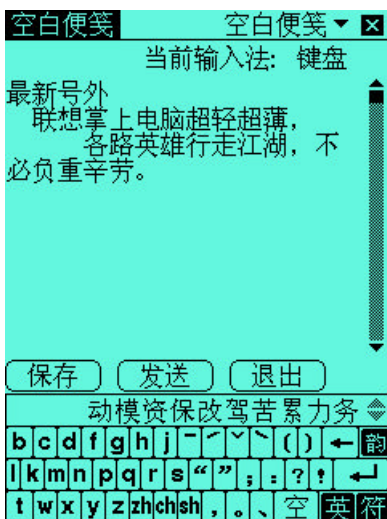 空白便笺 空白便笺
当前输入法: 键盘
最新号外
联想掌上电脑超轻超薄，
各路英雄行走江湖，不
必负重辛劳。
保存 发送 退出
动模资保改驾苦累力务
b c d f g h j ˉ ˊ ˇ ˋ ( ) ← 韵
l k m n p q r s “ ” ; : ? ! ↵
t w x y z zh ch sh , 。 、 空 英 符